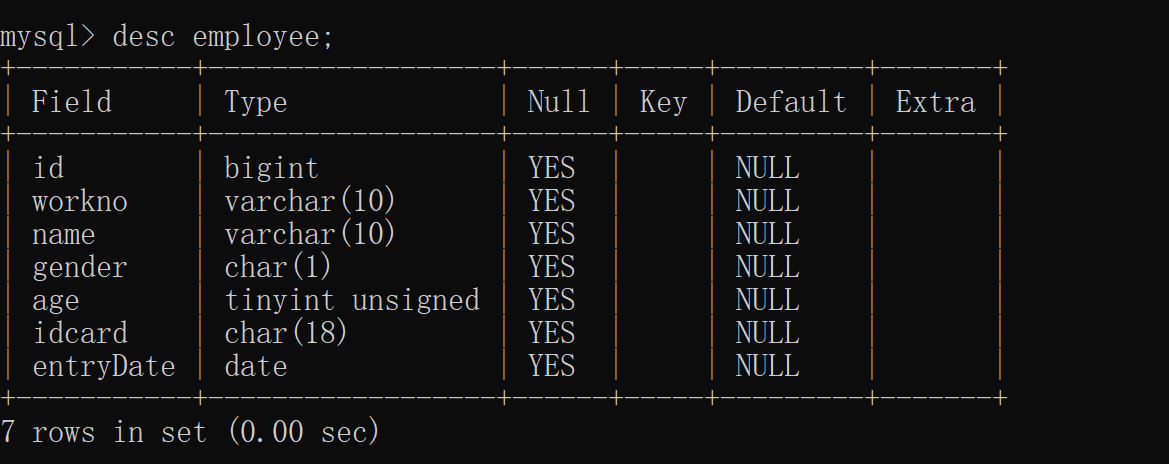 mysql> desc employee;
+-----------+------------------+------+-----+---------+-------+
| Field     | Type             | Null | Key | Default | Extra |
+-----------+------------------+------+-----+---------+-------+
| id        | bigint           | YES  |     | NULL    |       |
| workno    | varchar(10)      | YES  |     | NULL    |       |
| name      | varchar(10)      | YES  |     | NULL    |       |
| gender    | char(1)          | YES  |     | NULL    |       |
| age       | tinyint unsigned | YES  |     | NULL    |       |
| idcard    | char(18)         | YES  |     | NULL    |       |
| entryDate | date             | YES  |     | NULL    |       |
+-----------+------------------+------+-----+---------+-------+
7 rows in set (0.00 sec)